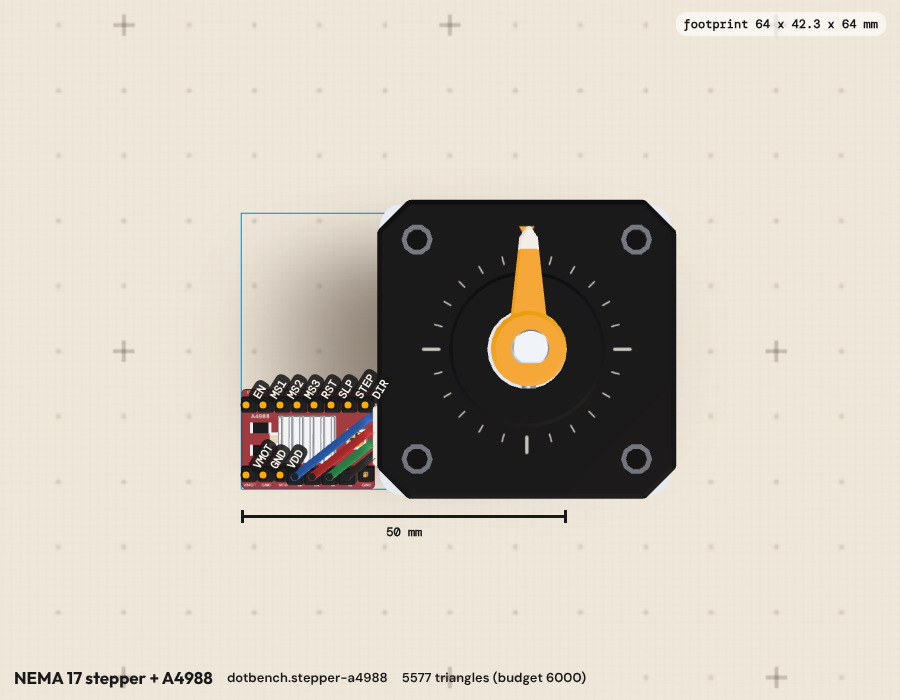 footprint 64 x 42.3 x 64 mm
EN
MS1
MS2
MS3
RST
SLP
STEP
DIR
A4988
VMOT
GND
VDD
50 mm
NEMA 17 stepper + A4988 dotbench.stepper-a4988 5577 triangles (budget 6000)